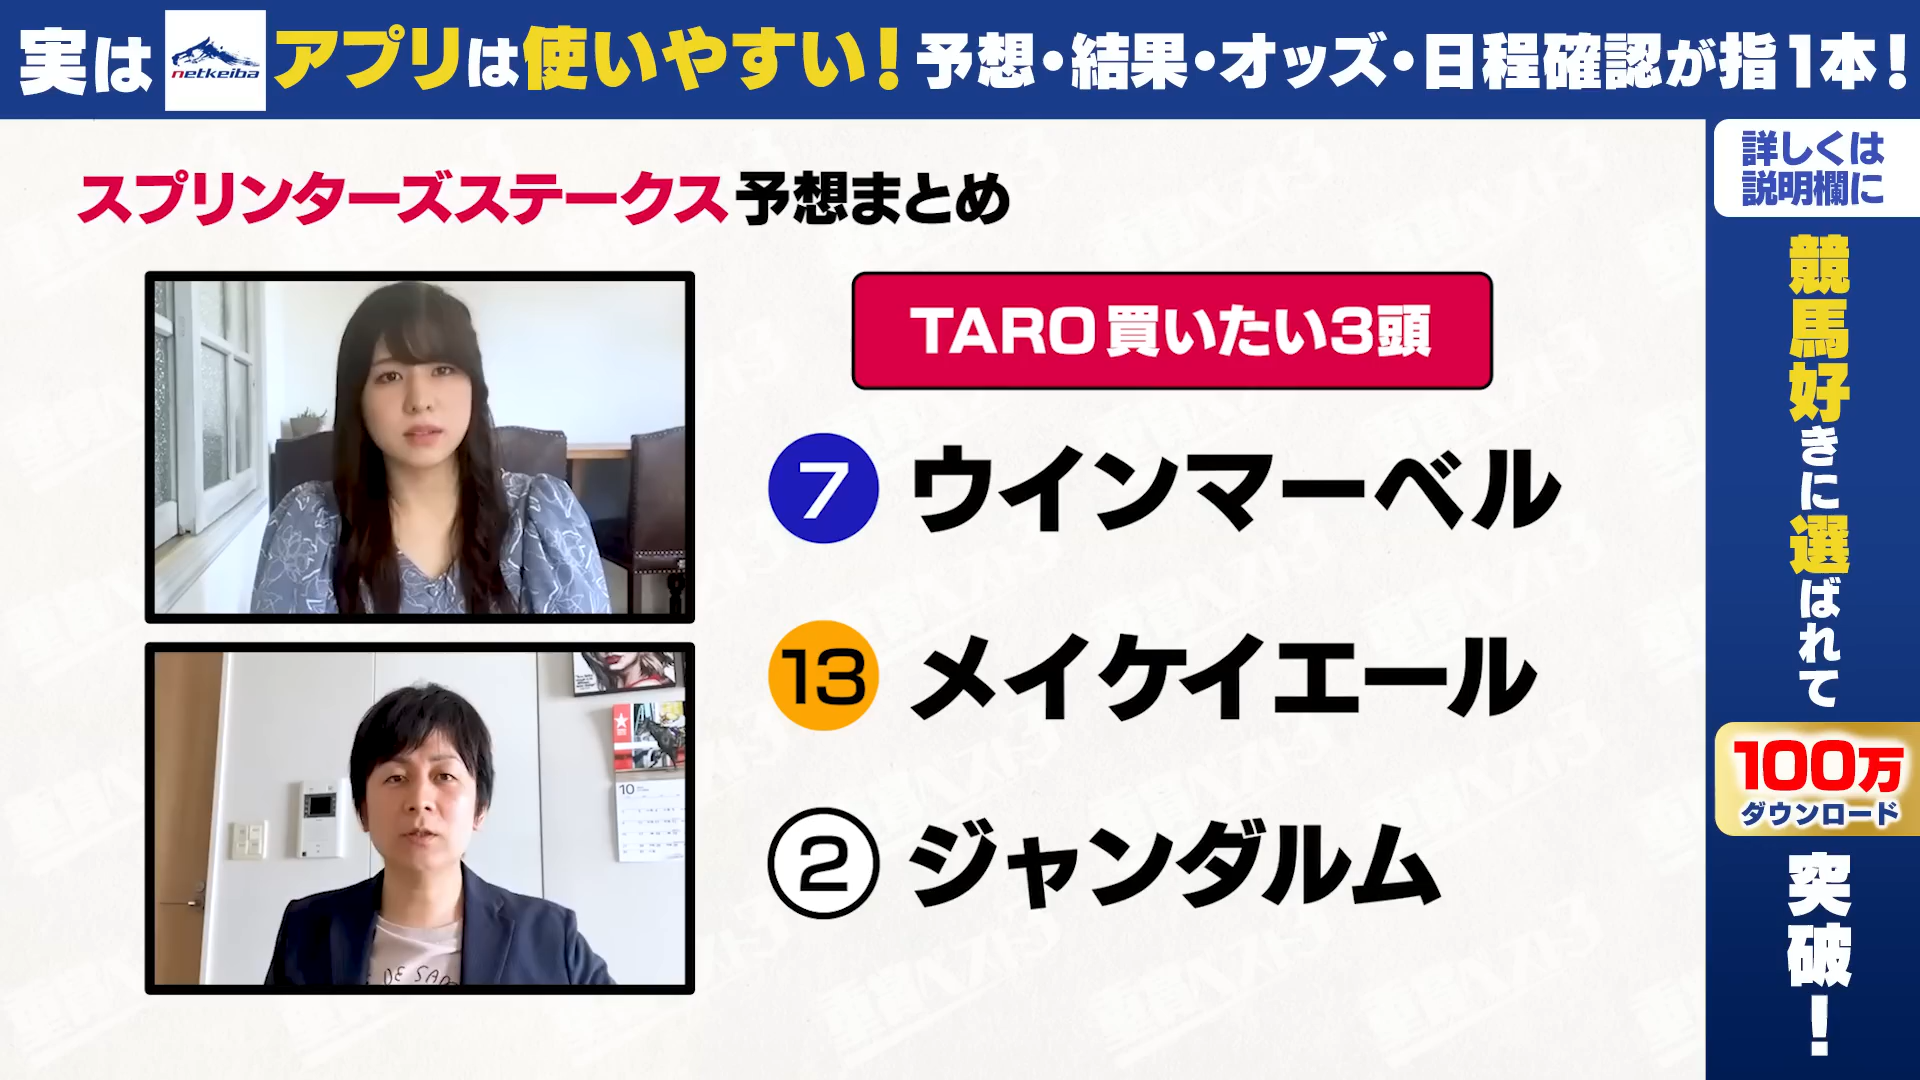 実は netkeiba アプリは使いやすい！予想・結果・オッズ・日程確認が指1本！
詳しくは
説明欄に
競馬好きに選ばれて
100万
ダウンロード
突破！
スプリンターズステークス予想まとめ
TARO買いたい3頭
7 ウインマーベル
13 メイケイエール
2 ジャンダルム
10
DE SAD